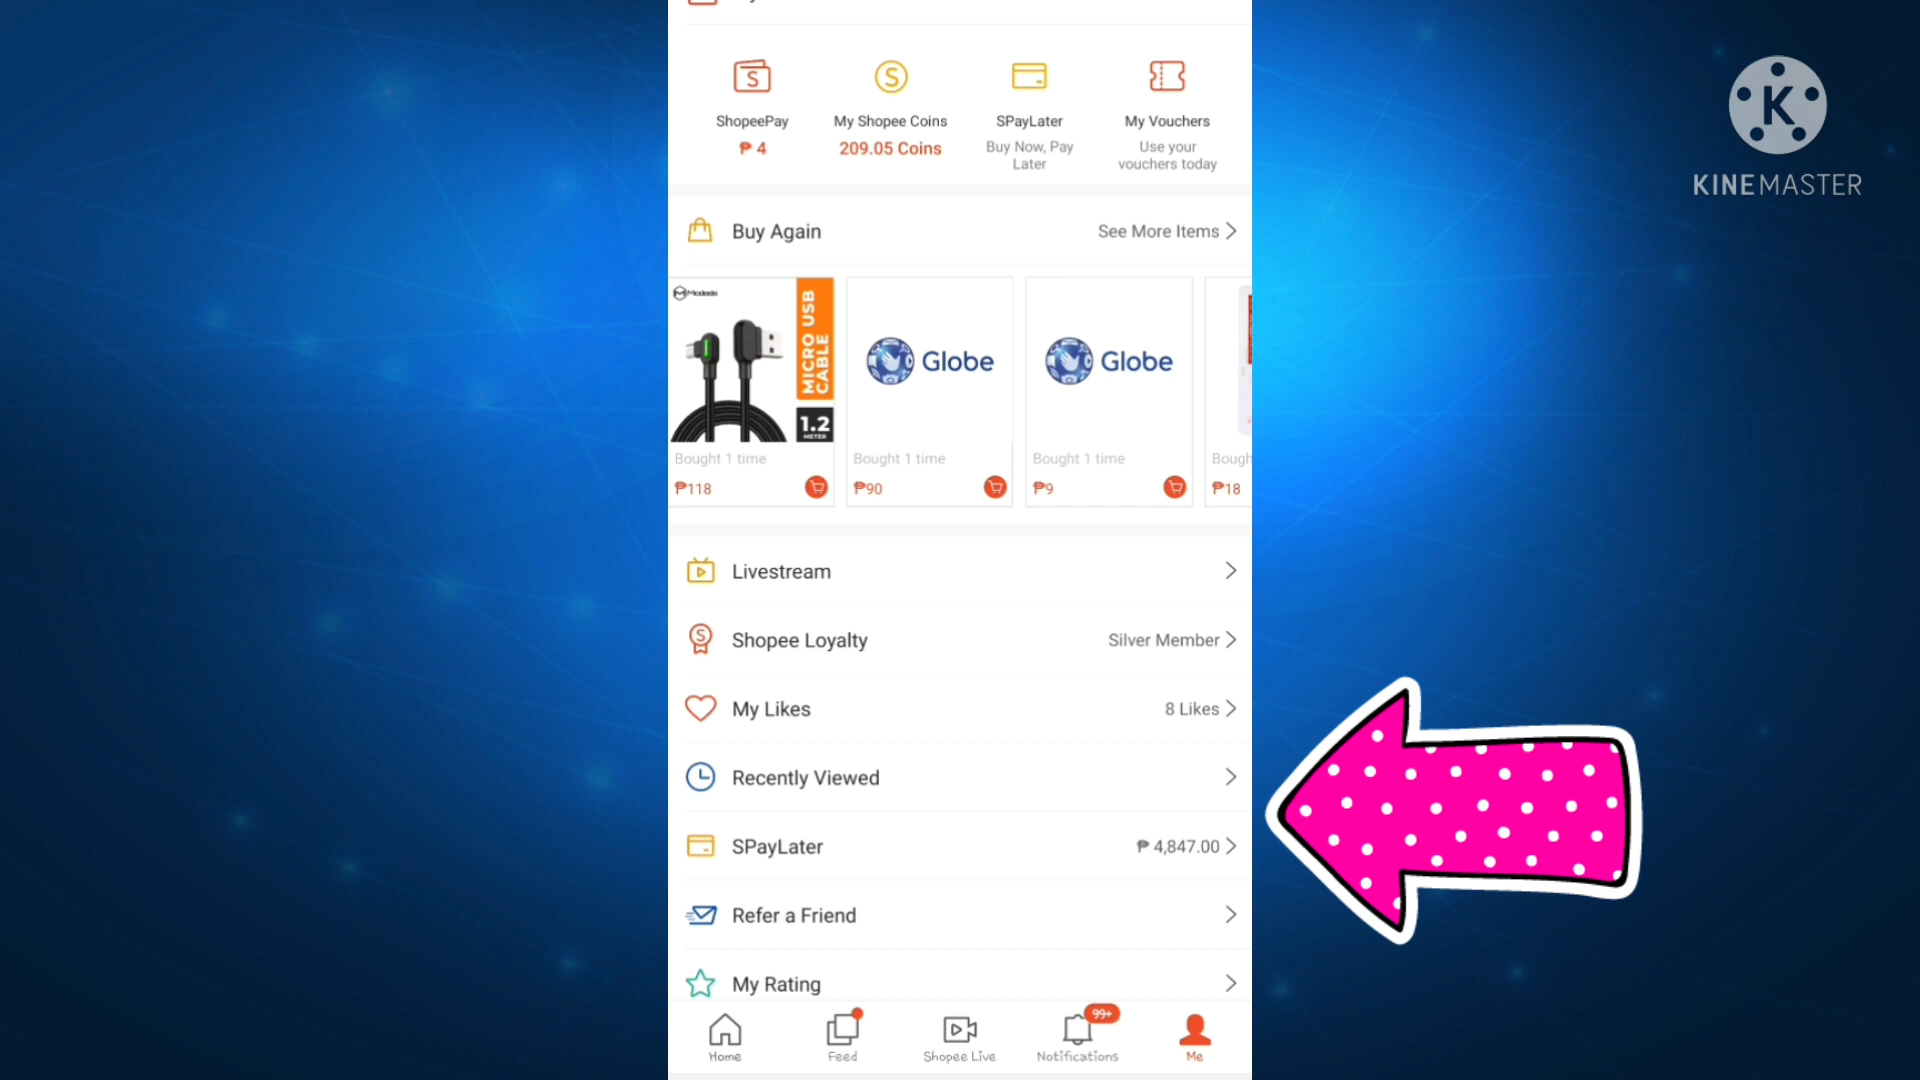 ShopeePay
My Shopee Coins
SPayLater
My Vouchers
₱ 4
209.05 Coins
Buy Now, Pay
Later
Use your
vouchers today
KINEMASTER
Buy Again
See More Items
Mcdodo
MICRO USB
CABLE
1.2
METER
Globe
Globe
Bought 1 time
Bought 1 time
Bought 1 time
Bough
₱118
₱90
₱9
₱18
Livestream
Shopee Loyalty
Silver Member
My Likes
8 Likes
Recently Viewed
SPayLater
₱ 4,847.00
Refer a Friend
My Rating
99+
Home
Feed
Shopee Live
Notifications
Me